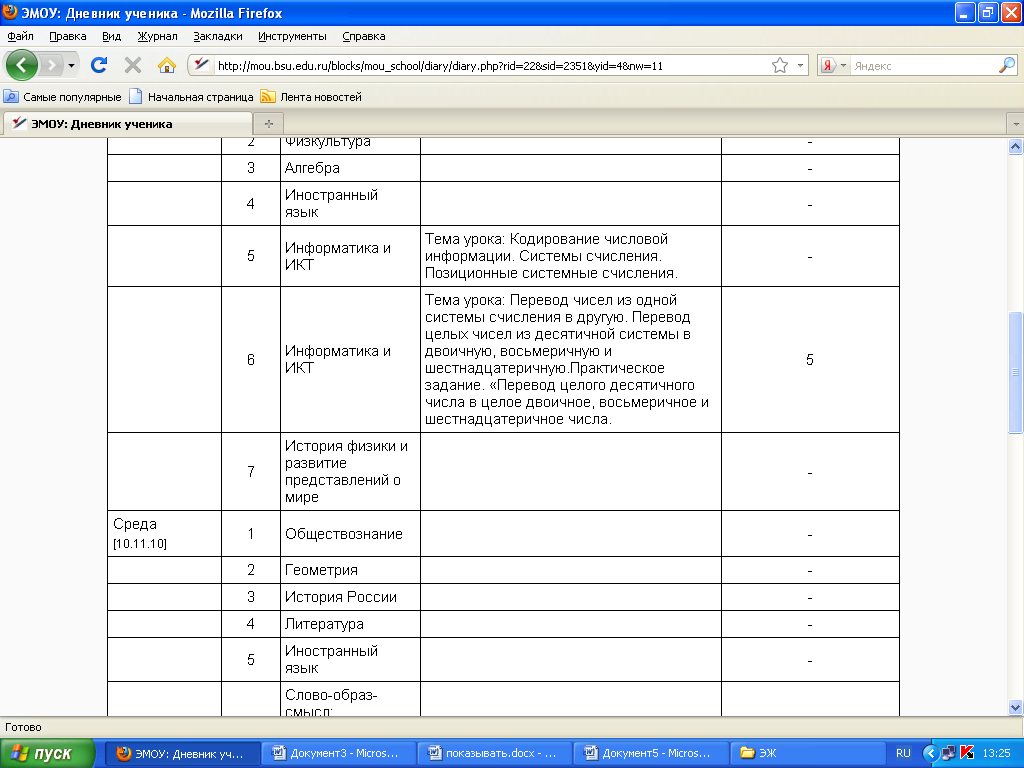 ЭМОУ: Дневник ученика - Mozilla Firefox
Файл Правка Вид Журнал Закладки Инструменты Справка
http://mou.bsu.edu.ru/blocks/mou_school/diary/diary.php?rid=22&sid=2351&yid=4&nw=11
Я Яндекс
Самые популярные Начальная страница Лента новостей
ЭМОУ: Дневник ученика
2 Физкультура -
3 Алгебра -
4 Иностранный
язык -
5 Информатика и
ИКТ
Тема урока: Кодирование числовой
информации. Системы счисления.
Позиционные системные счисления.
-
6 Информатика и
ИКТ
Тема урока: Перевод чисел из одной
системы счисления в другую. Перевод
целых чисел из десятичной системы в
двоичную, восьмеричную и
шестнадцатеричную.Практическое
задание. «Перевод целого десятичного
числа в целое двоичное, восьмеричное и
шестнадцатеричное числа.
5
7 История физики и
развитие
представлений о
мире
-
Среда
[10.11.10]
1 Обществознание -
2 Геометрия -
3 История России -
4 Литература -
5 Иностранный
язык -
Слово-образ-
смысл:
Готово
пуск ЭМОУ: Дневник уч... Документ3 - Micros... показывать.docx - ... Документ5 - Micros... ЭЖ RU 13:25